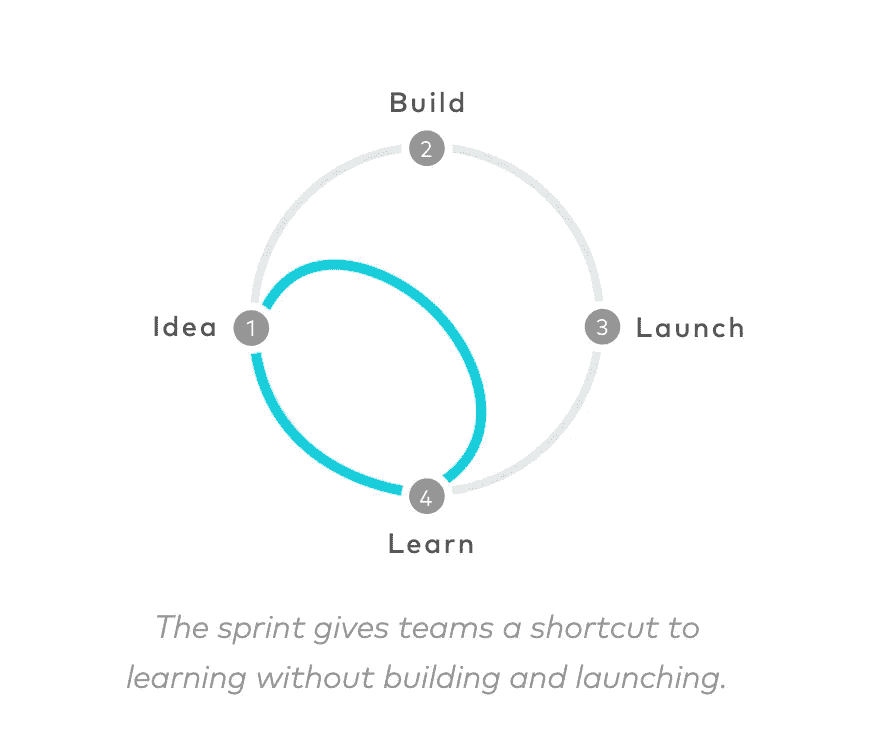 Build
2
Idea
1
3
Launch
4
Learn
The sprint gives teams a shortcut to
learning without building and launching.